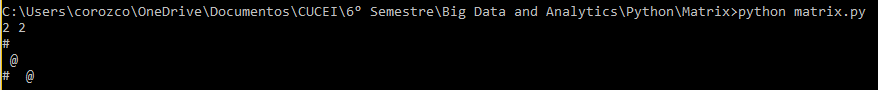 C:\Users\corozco\OneDrive\Documentos\CUCEI\6° Semestre\Big Data and Analytics\Python\Matrix>python matrix.py
2 2
#
 @
#  @